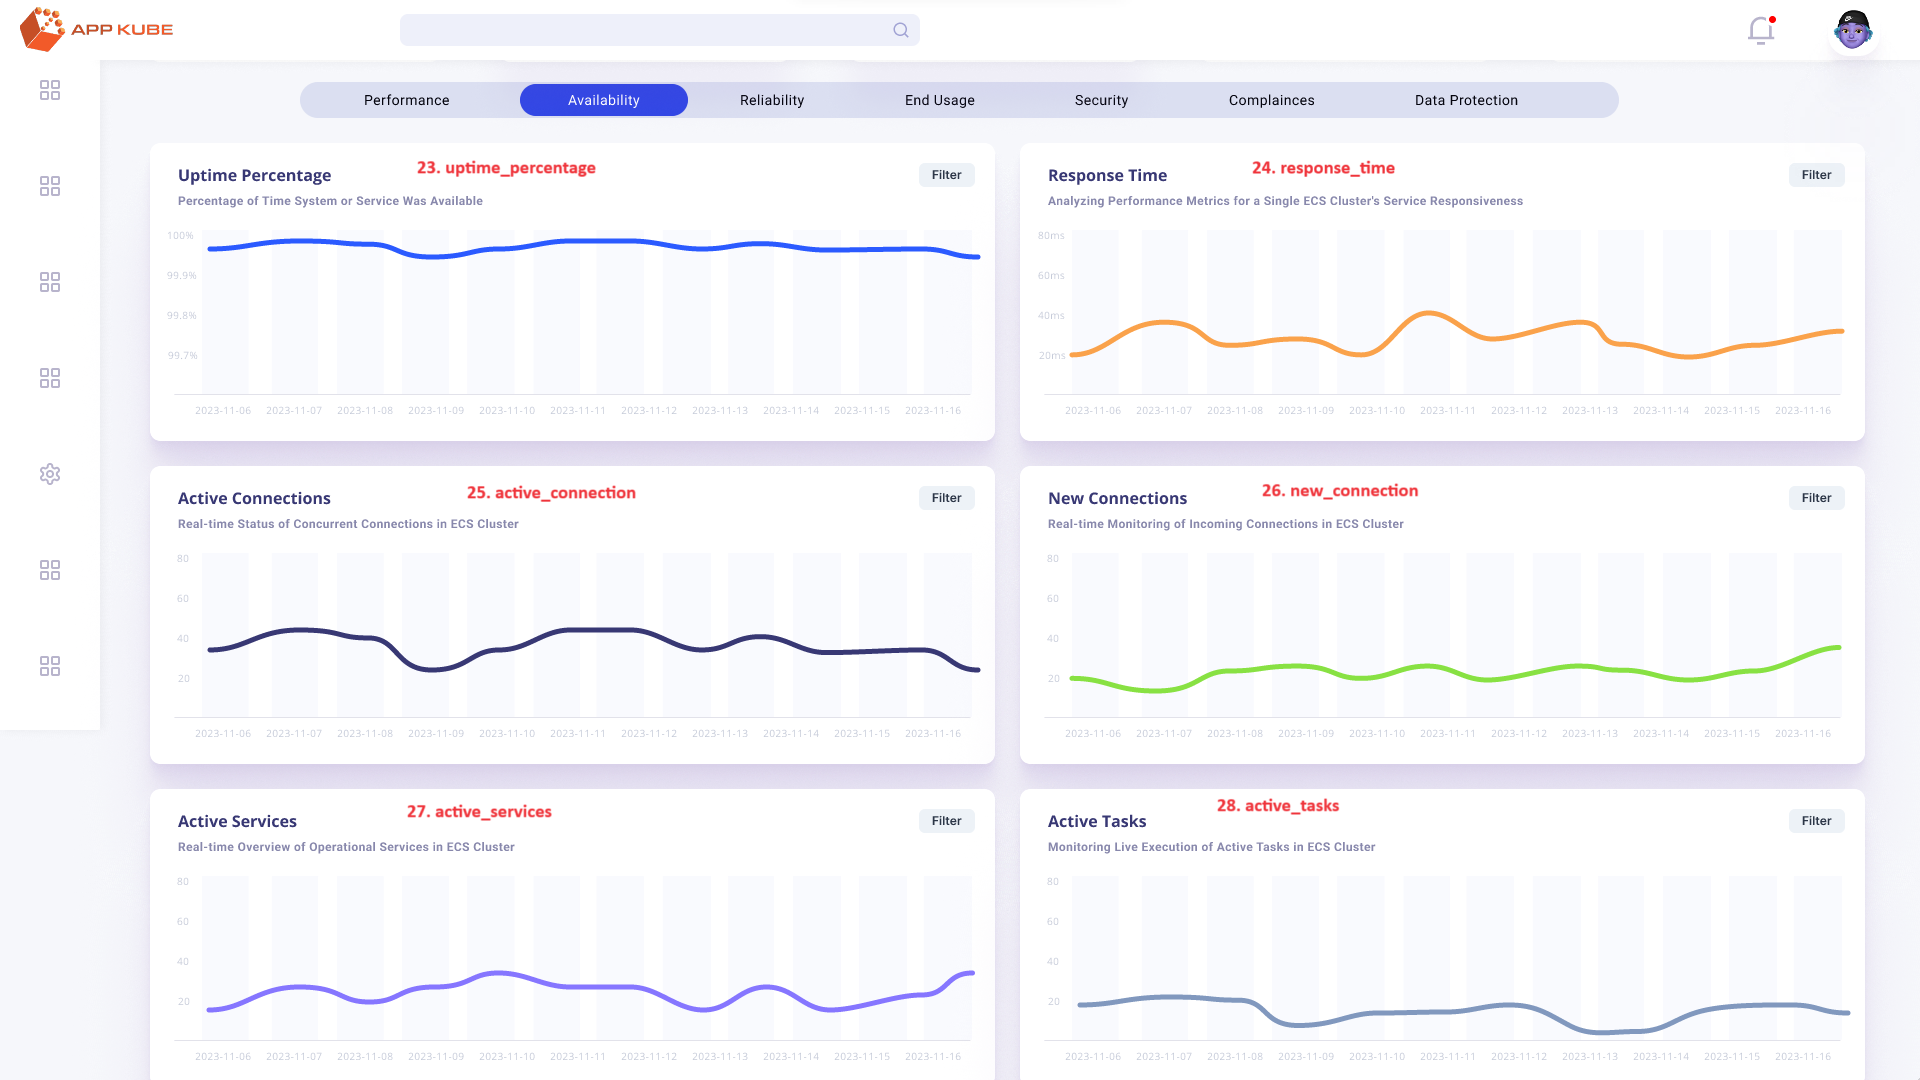 APP KUBE
Performance Availability Reliability End Usage Security Complainces Data Protection
Uptime Percentage
23. uptime_percentage
Filter
Percentage of Time System or Service Was Available
100%
99,9%
99,8%
99,7%
2023-11-06 2023-11-07 2023-11-08 2023-11-09 2023-11-10 2023-11-11 2023-11-12 2023-11-13 2023-11-14 2023-11-15 2023-11-16
Response Time
24. response_time
Filter
Analyzing Performance Metrics for a Single ECS Cluster's Service Responsiveness
80ms
60ms
40ms
20ms
2023-11-06 2023-11-07 2023-11-08 2023-11-09 2023-11-10 2023-11-11 2023-11-12 2023-11-13 2023-11-14 2023-11-15 2023-11-16
Active Connections
25. active_connection
Filter
Real-time Status of Concurrent Connections in ECS Cluster
80
60
40
20
2023-11-06 2023-11-07 2023-11-08 2023-11-09 2023-11-10 2023-11-11 2023-11-12 2023-11-13 2023-11-14 2023-11-15 2023-11-16
New Connections
26. new_connection
Filter
Real-time Monitoring of Incoming Connections in ECS Cluster
80
60
40
20
2023-11-06 2023-11-07 2023-11-08 2023-11-09 2023-11-10 2023-11-11 2023-11-12 2023-11-13 2023-11-14 2023-11-15 2023-11-16
Active Services
27. active_services
Filter
Real-time Overview of Operational Services in ECS Cluster
80
60
40
20
2023-11-06 2023-11-07 2023-11-08 2023-11-09 2023-11-10 2023-11-11 2023-11-12 2023-11-13 2023-11-14 2023-11-15 2023-11-16
Active Tasks
28. active_tasks
Filter
Monitoring Live Execution of Active Tasks in ECS Cluster
80
60
40
20
2023-11-06 2023-11-07 2023-11-08 2023-11-09 2023-11-10 2023-11-11 2023-11-12 2023-11-13 2023-11-14 2023-11-15 2023-11-16